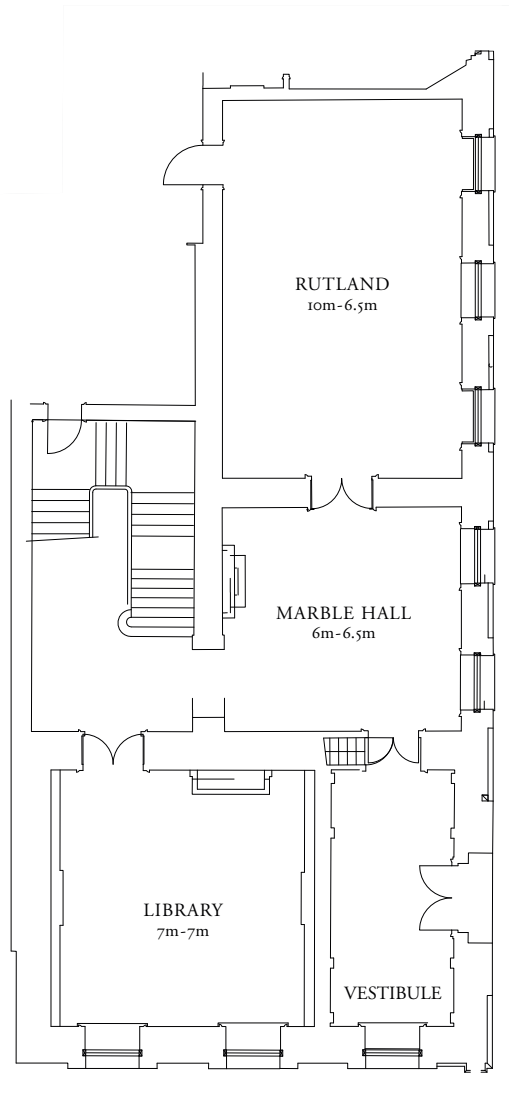 RUTLAND
10m-6.5m
MARBLE HALL
6m-6.5m
LIBRARY
7m-7m
VESTIBULE